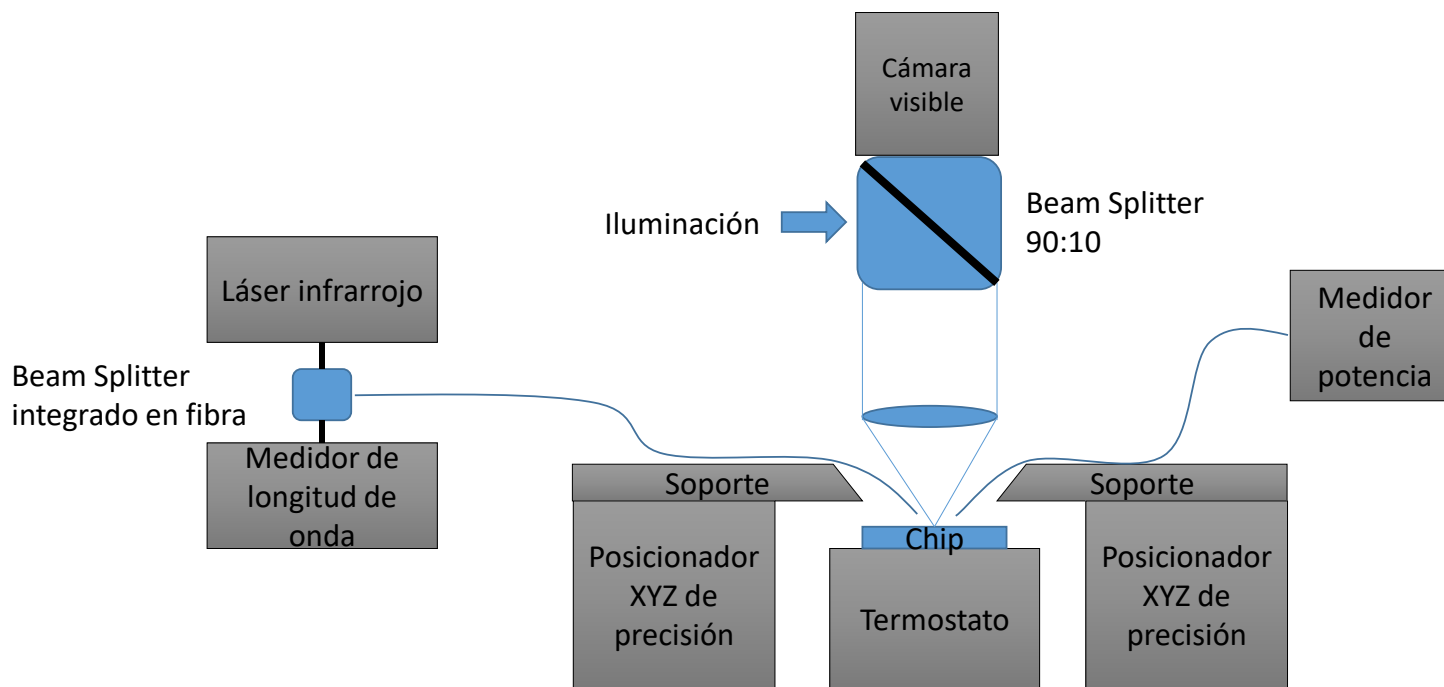 Cámara
visible
Iluminación
Beam Splitter
90:10
Láser infrarrojo
Medidor
de
potencia
Beam Splitter
integrado en fibra
Medidor de
longitud de
onda
Soporte
Soporte
Chip
Posicionador
XYZ de
precisión
Termostato
Posicionador
XYZ de
precisión